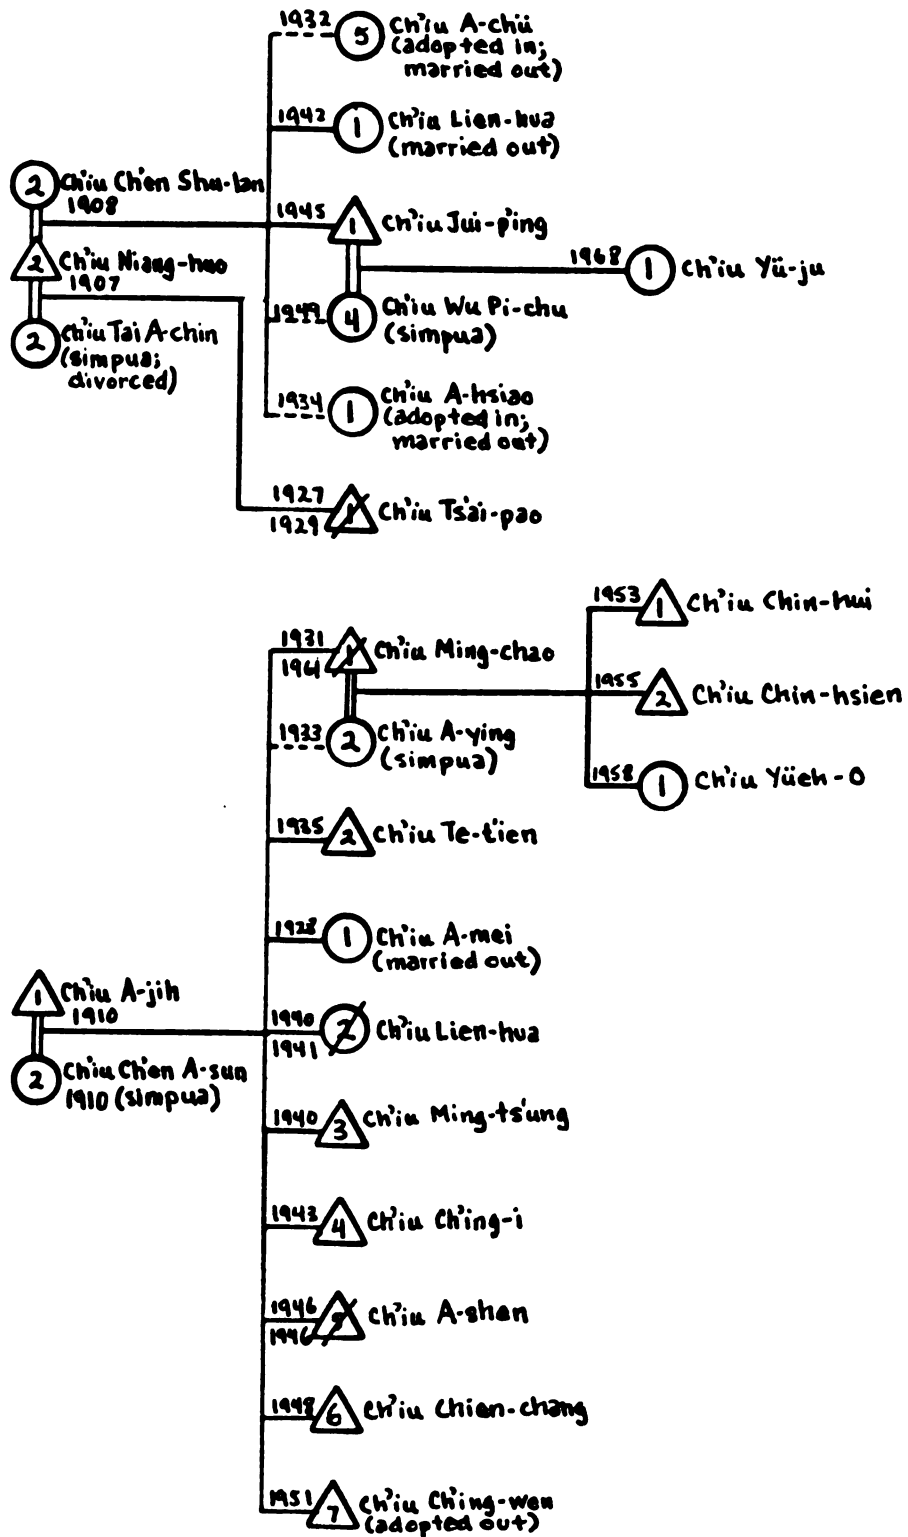 1932
5
Ch'iu A-chü
(adopted in;
married out)
1942
1
Ch'iu Lien-hua
(married out)
2
Ch'iu Ch'en Shu-lan
1908
1945
1
Ch'iu Jui-p'ing
2
Ch'iu Niang-huo
1907
1968
1
Ch'iu Yü-ju
1949
4
Ch'iu Wu Pi-chu
(simpua)
2
Ch'iu Tai A-chin
(simpua;
divorced)
1934
1
Ch'iu A-hsiao
(adopted in;
married out)
1927
1929
1
Ch'iu Ts'ai-pao
1953
1
Ch'iu Chin-hui
1931
1961
1
Ch'iu Ming-chao
1955
2
Ch'iu Chin-hsien
1933
2
Ch'iu A-ying
(simpua)
1958
1
Ch'iu Yüeh-O
1935
2
Ch'iu Te-t'ien
1938
1
Ch'iu A-mei
(married out)
1
Ch'iu A-jih
1910
1940
1941
2
Ch'iu Lien-hua
2
Ch'iu Ch'en A-sun
1910 (simpua)
1940
3
Ch'iu Ming-ts'ung
1943
4
Ch'iu Ch'ing-i
1946
1946
5
Ch'iu A-shen
1948
6
Ch'iu Chien-chang
1951
7
Ch'iu Ch'ing-wen
(adopted out)